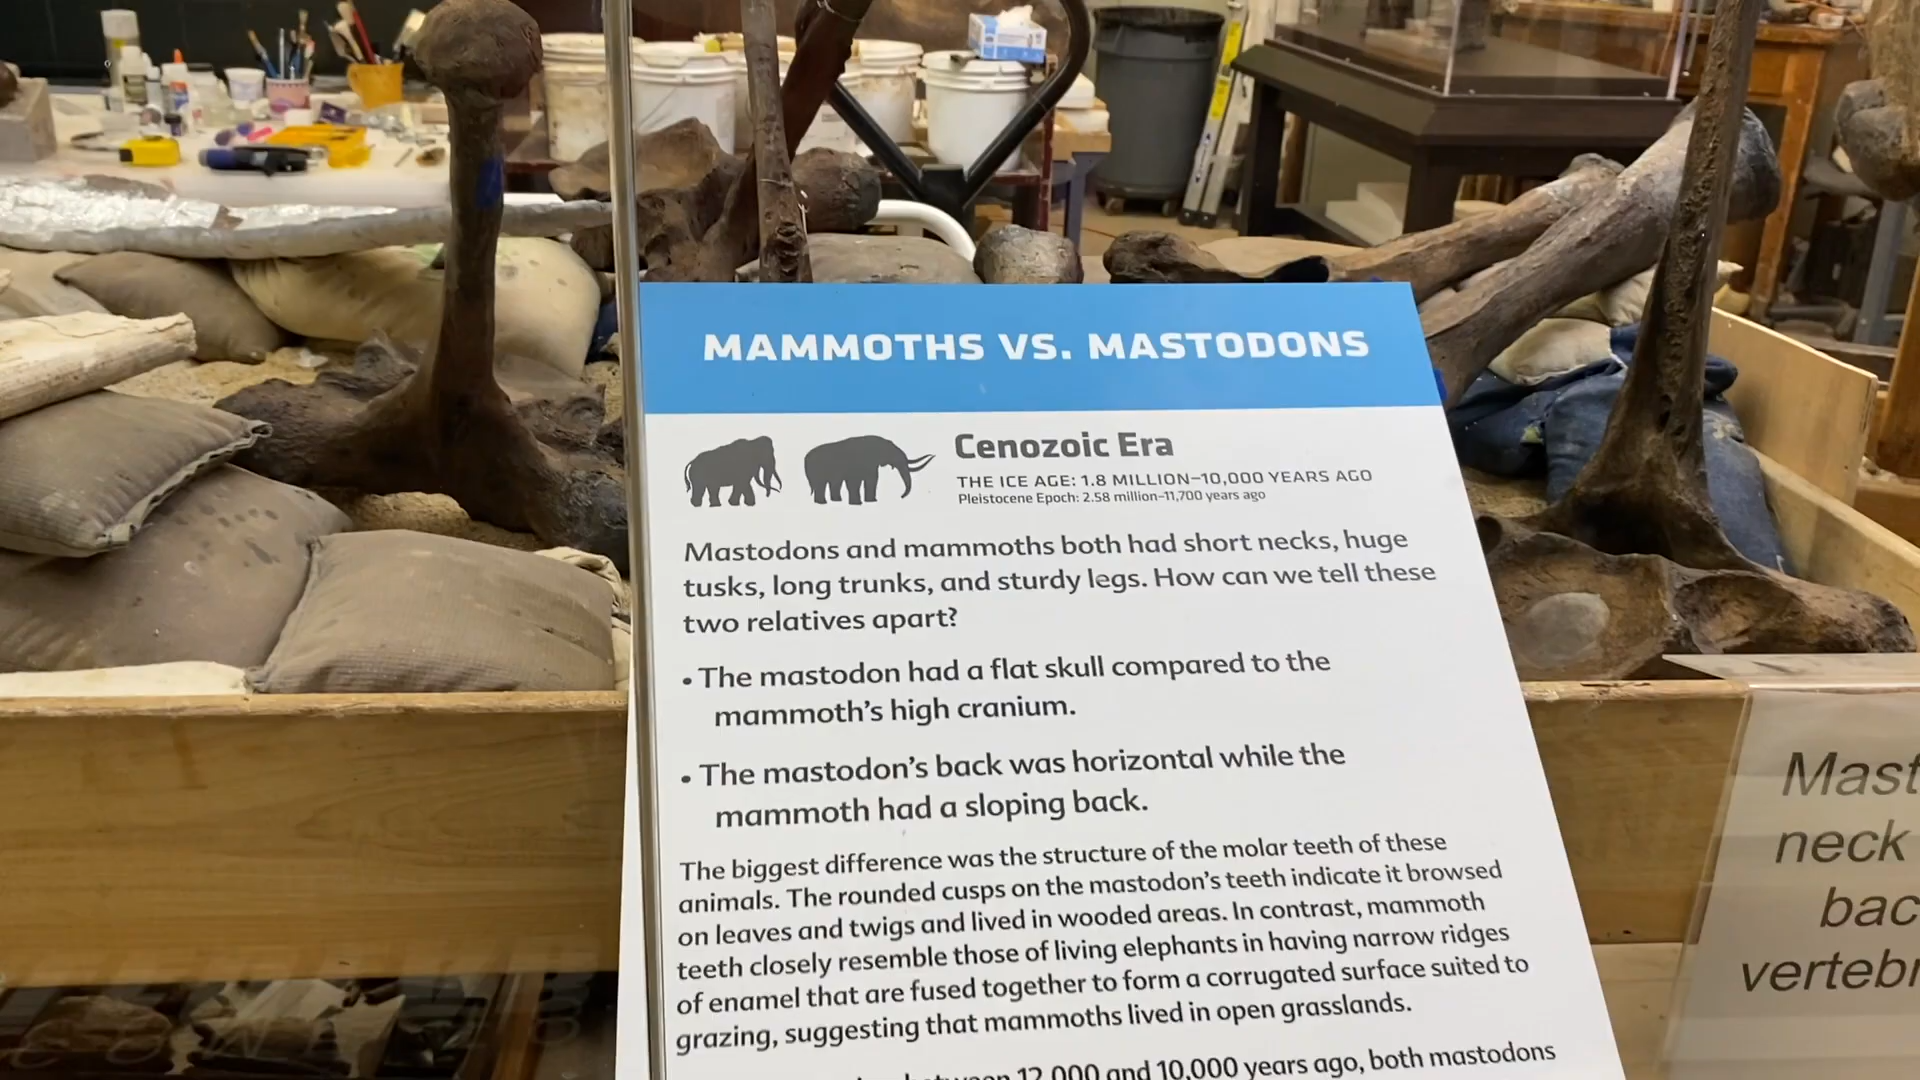 MAMMOTHS VS. MASTODONS
Cenozoic Era
THE ICE AGE: 1.8 MILLION–10,000 YEARS AGO
Pleistocene Epoch: 2.58 million–11,700 years ago
Mastodons and mammoths both had short necks, huge
tusks, long trunks, and sturdy legs. How can we tell these
two relatives apart?
• The mastodon had a flat skull compared to the
mammoth's high cranium.
• The mastodon's back was horizontal while the
mammoth had a sloping back.
The biggest difference was the structure of the molar teeth of these
animals. The rounded cusps on the mastodon's teeth indicate it browsed
on leaves and twigs and lived in wooded areas. In contrast, mammoth
teeth closely resemble those of living elephants in having narrow ridges
of enamel that are fused together to form a corrugated surface suited to
grazing, suggesting that mammoths lived in open grasslands.
between 12,000 and 10,000 years ago, both mastodons
Mast
neck
bac
vertebr